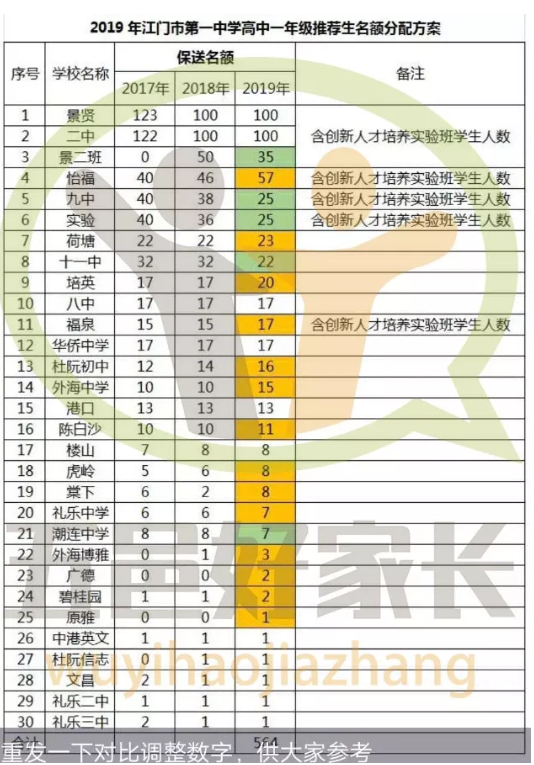 2019 年江门市第一中学高中一年级推荐生名额分配方案
序号 学校名称 保送名额 备注
2017年 2018年 2019年
1 景贤 123 100 100
2 二中 122 100 100 含创新人才培养实验班学生人数
3 景二班 0 50 35
4 怡福 40 46 57 含创新人才培养实验班学生人数
5 九中 40 38 25 含创新人才培养实验班学生人数
6 实验 40 36 25 含创新人才培养实验班学生人数
7 荷塘 22 22 23
8 十一中 32 32 22
9 培英 17 17 20
10 八中 17 17 17
11 福泉 15 15 17 含创新人才培养实验班学生人数
12 华侨中学 17 17 17
13 杜阮初中 12 14 16
14 外海中学 10 10 15
15 港口 13 13 13
16 陈白沙 10 10 11
17 楼山 7 8 8
18 虎岭 5 6 8
19 棠下 6 2 8
20 礼乐中学 6 6 7
21 潮连中学 8 8 7
22 外海博雅 0 1 3
23 广德 0 0 2
24 碧桂园 1 1 2
25 原雅 0 0 1
26 中港英文 1 1 1
27 杜阮信志 0 1 1
28 文昌 2 1 1
29 礼乐二中 1 1 1
30 礼乐三中 2 1 1
合计 564
五邑好家长
wuyihaojiazhang
重发一下对比调整数字，供大家参考